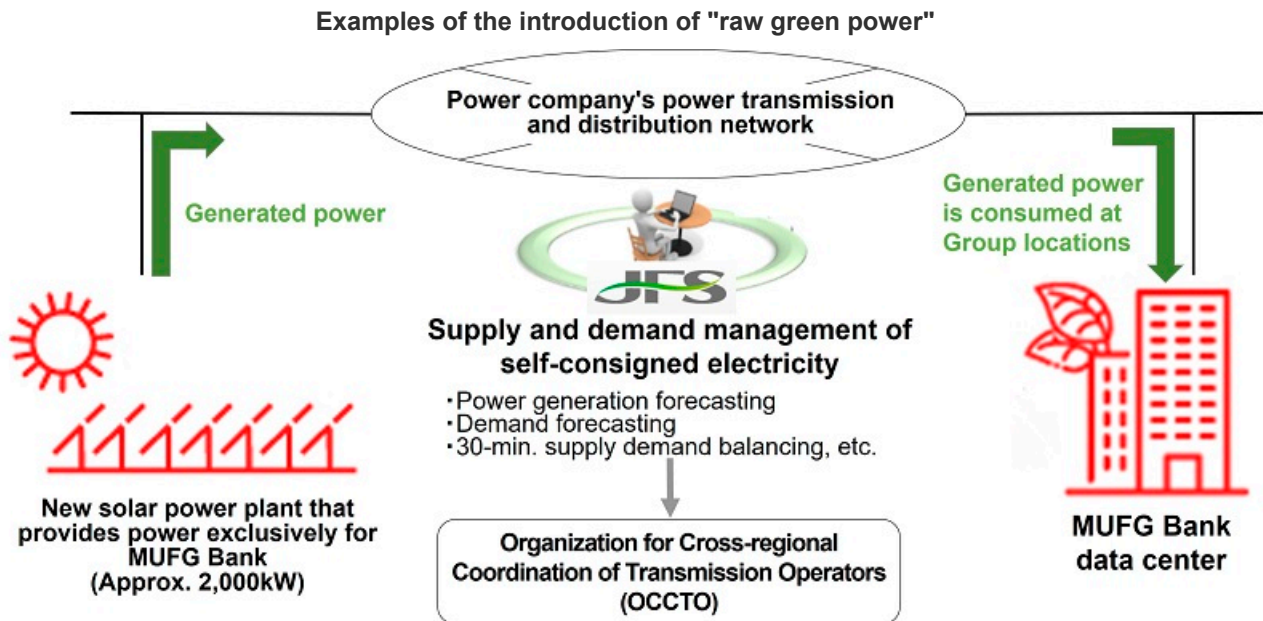 Examples of the introduction of "raw green power"
Power company's power transmission
and distribution network
Generated power
Generated power
is consumed at
Group locations
JFS
Supply and demand management of
self-consigned electricity
・Power generation forecasting
・Demand forecasting
・30-min. supply demand balancing, etc.
New solar power plant that
provides power exclusively for
MUFG Bank
(Approx. 2,000kW)
Organization for Cross-regional
Coordination of Transmission Operators
(OCCTO)
MUFG Bank
data center